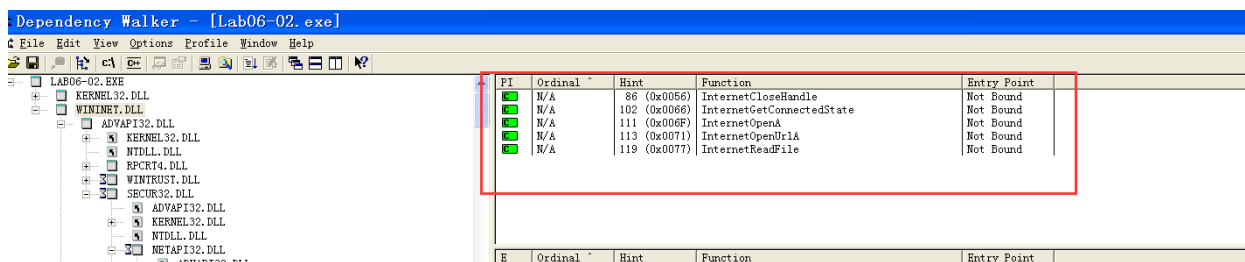 Dependency Walker - [Lab06-02.exe]
File Edit View Options Profile Window Help
c:\ C++
LAB06-02.EXE
KERNEL32.DLL
WININET.DLL
ADVAPI32.DLL
KERNEL32.DLL
NTDLL.DLL
RPCRT4.DLL
WINTRUST.DLL
SECUR32.DLL
ADVAPI32.DLL
KERNEL32.DLL
NTDLL.DLL
NETAPI32.DLL
ADVAPI32.DLL
PI Ordinal ^ Hint Function Entry Point
C N/A 86 (0x0056) InternetCloseHandle Not Bound
C N/A 102 (0x0066) InternetGetConnectedState Not Bound
C N/A 111 (0x006F) InternetOpenA Not Bound
C N/A 113 (0x0071) InternetOpenUrlA Not Bound
C N/A 119 (0x0077) InternetReadFile Not Bound
E Ordinal ^ Hint Function Entry Point